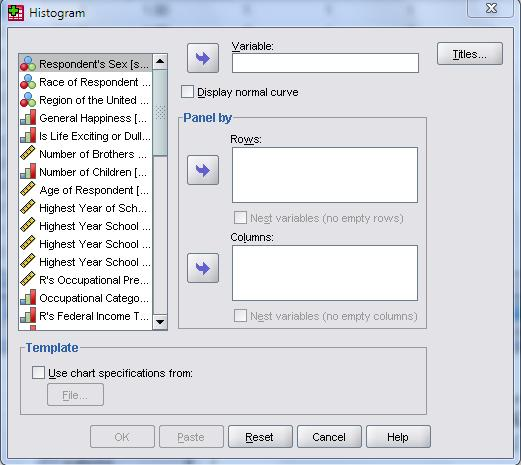 Histogram
Respondent's Sex [s...
Race of Respondent
Region of the United
General Happiness [...
Is Life Exciting or Dull...
Number of Brothers ...
Number of Children [...
Age of Respondent [...
Highest Year of Sch...
Highest Year School ...
Highest Year School ...
Highest Year School ...
R's Occupational Pre...
Occupational Catego...
R's Federal Income T...
Variable:
Titles...
Display normal curve
Panel by
Rows:
Nest variables (no empty rows)
Columns:
Nest variables (no empty columns)
Template
Use chart specifications from:
File...
OK
Paste
Reset
Cancel
Help